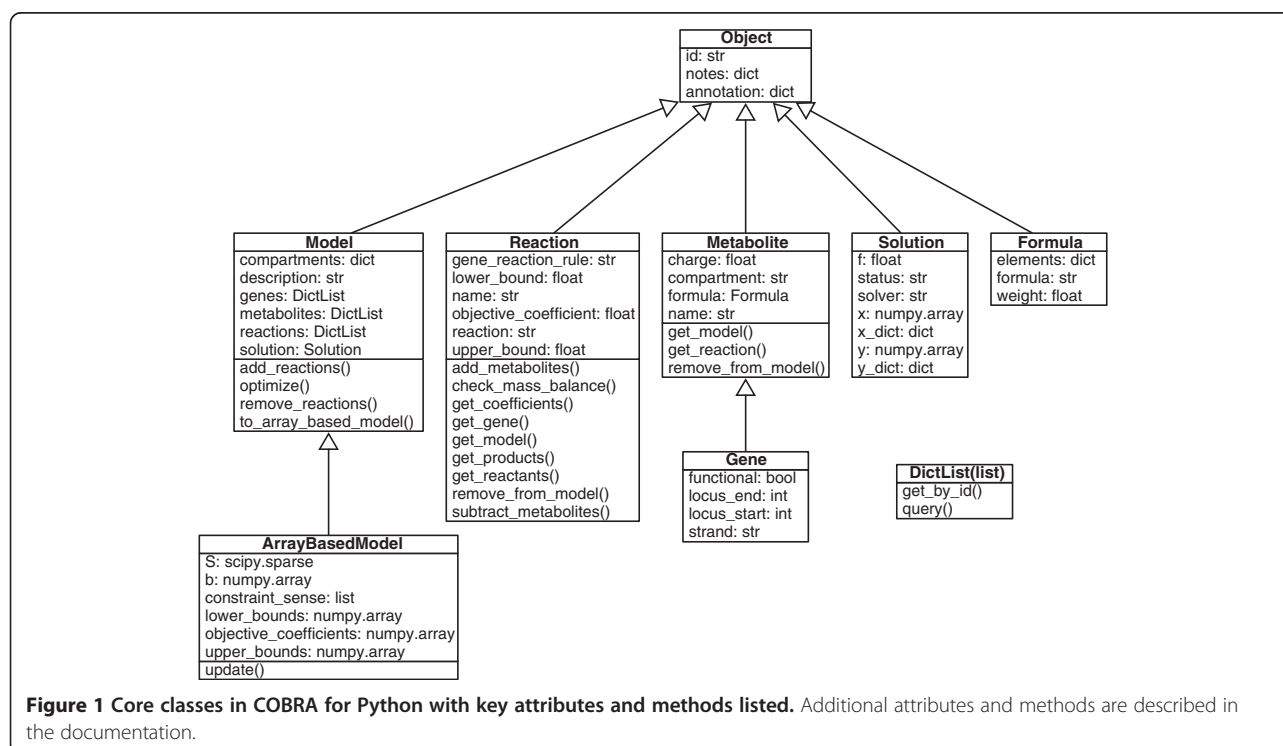 Object
id: str
notes: dict
annotation: dict
Model
compartments: dict
description: str
genes: DictList
metabolites: DictList
reactions: DictList
solution: Solution
add_reactions()
optimize()
remove_reactions()
to_array_based_model()
Reaction
gene_reaction_rule: str
lower_bound: float
name: str
objective_coefficient: float
reaction: str
upper_bound: float
add_metabolites()
check_mass_balance()
get_coefficients()
get_gene()
get_model()
get_products()
get_reactants()
remove_from_model()
subtract_metabolites()
Metabolite
charge: float
compartment: str
formula: Formula
name: str
get_model()
get_reaction()
remove_from_model()
Solution
f: float
status: str
solver: str
x: numpy.array
x_dict: dict
y: numpy.array
y_dict: dict
Formula
elements: dict
formula: str
weight: float
Gene
functional: bool
locus_end: int
locus_start: int
strand: str
DictList(list)
get_by_id()
query()
ArrayBasedModel
S: scipy.sparse
b: numpy.array
constraint_sense: list
lower_bounds: numpy.array
objective_coefficients: numpy.array
upper_bounds: numpy.array
update()
Figure 1 Core classes in COBRA for Python with key attributes and methods listed. Additional attributes and methods are described in
the documentation.